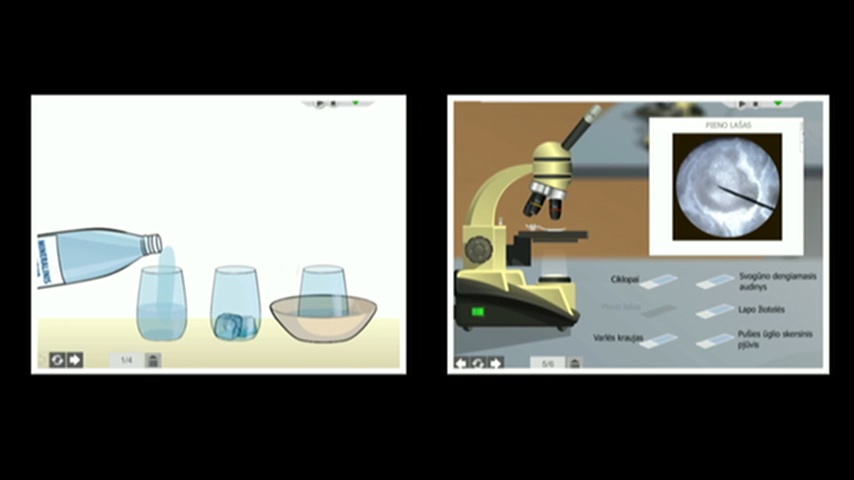 MINERALINIS
1/4
PIENO LAŠAS
Ciklopai
Svogūno dengiamasis
audinys
Pieno lašas
Lapo žiotelės
Varlės kraujas
Pušies ūglio skersinis
pjūvis
5/6